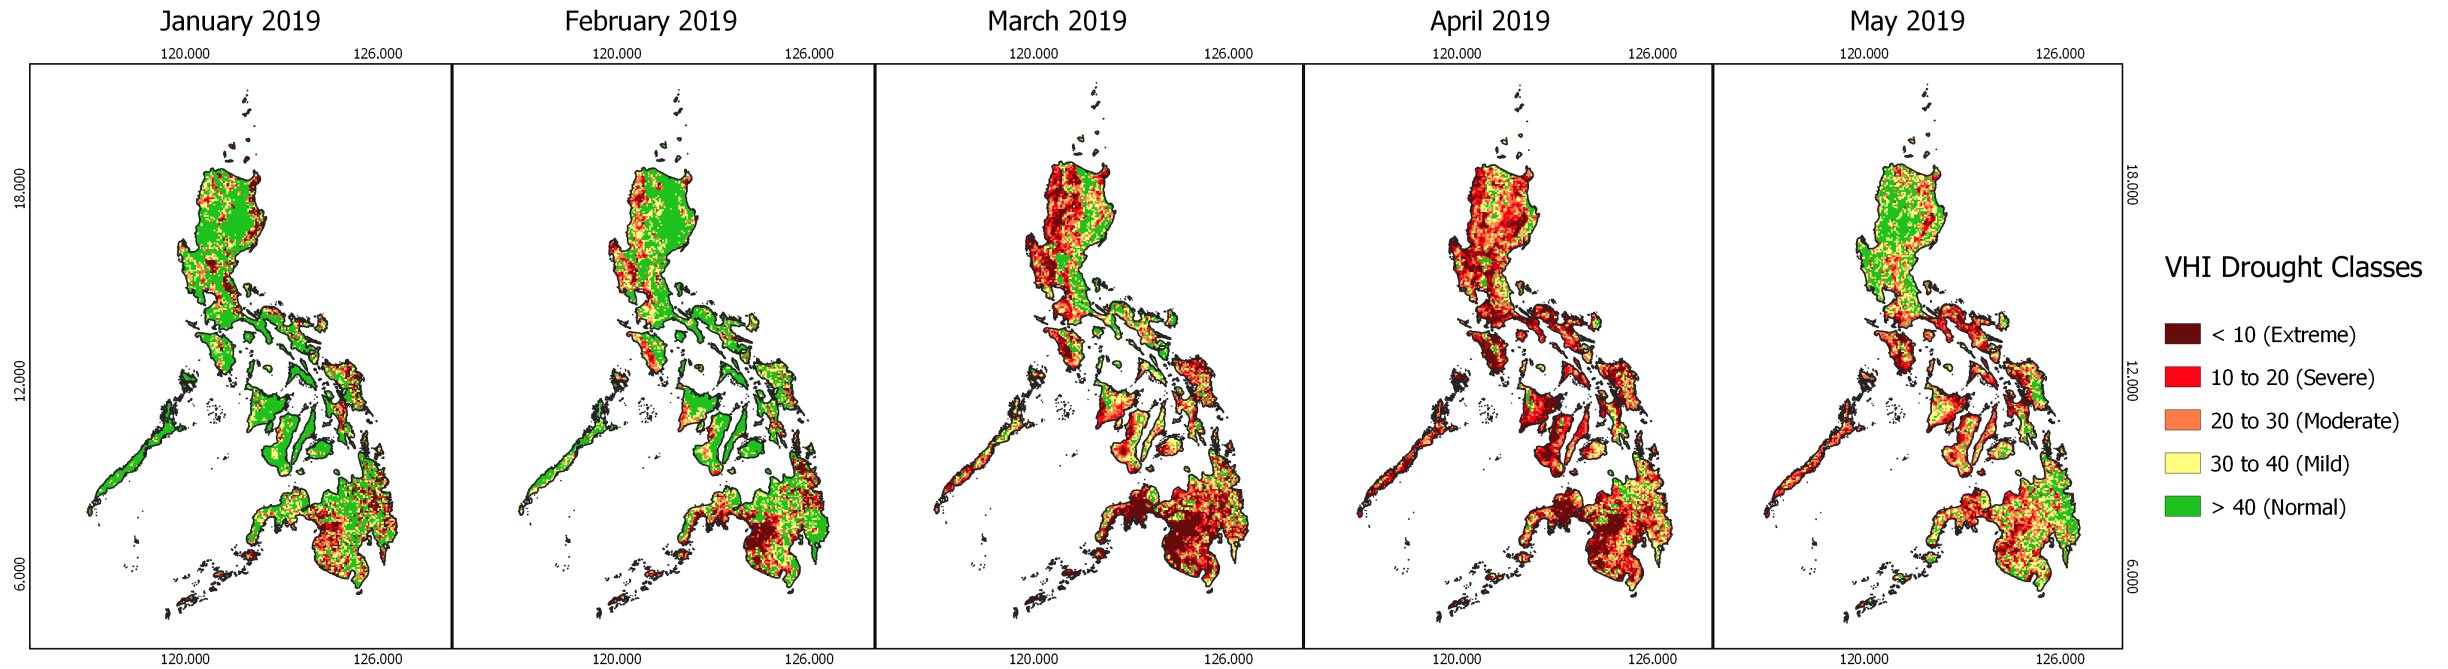 January 2019
February 2019
March 2019
April 2019
May 2019
120.000 126.000
120.000 126.000
120.000 126.000
120.000 126.000
120.000 126.000
18.000
12.000
6.000
18.000
12.000
6.000
VHI Drought Classes
< 10 (Extreme)
10 to 20 (Severe)
20 to 30 (Moderate)
30 to 40 (Mild)
> 40 (Normal)
120.000 126.000
120.000 126.000
120.000 126.000
120.000 126.000
120.000 126.000